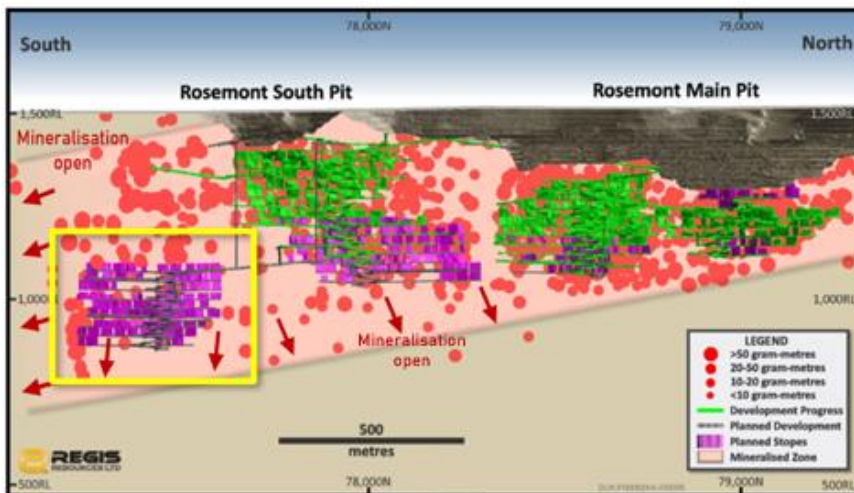 78,000N
79,000N
South
North
Rosemont South Pit
Rosemont Main Pit
1,500RL
1,500RL
Mineralisation
open
1,000RL
1,000RL
Mineralisation
open
LEGEND
>50 gram-metres
20-50 gram-metres
10-20 gram-metres
<10 gram-metres
Development Progress
Planned Development
Planned Stopes
Mineralised Zone
500
metres
REGIS
RESOURCES LTD
500RL
78,000N
79,000N
500RL